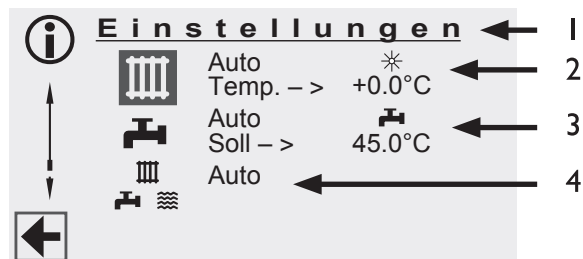 Einstellungen 1
Auto 2
Temp. – > +0.0°C
Auto 3
Soll – > 45.0°C
Auto 4